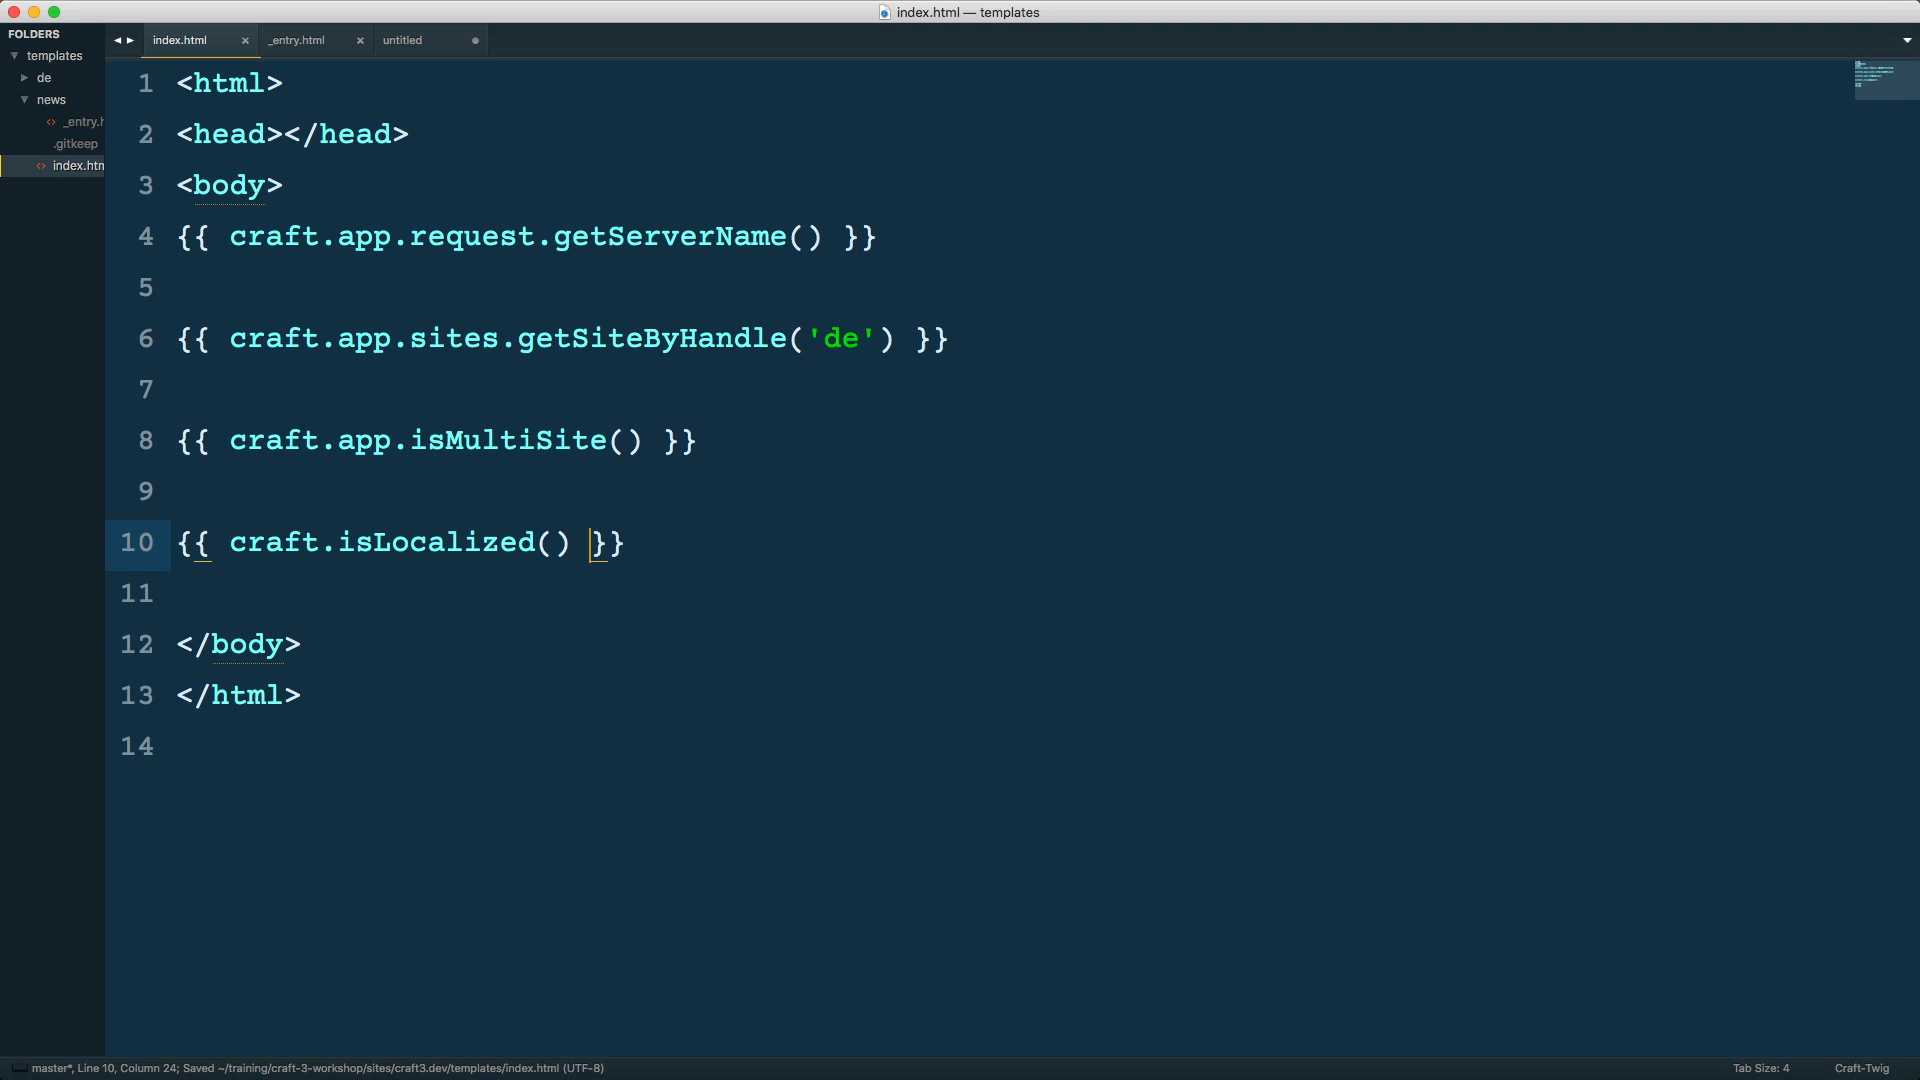 index.html — templates
FOLDERS
templates
de
news
_entry.h
.gitkeep
index.htm
index.html
_entry.html
untitled
1 <html>
2 <head></head>
3 <body>
4 {{ craft.app.request.getServerName() }}
5
6 {{ craft.app.sites.getSiteByHandle('de') }}
7
8 {{ craft.app.isMultiSite() }}
9
10 {{ craft.isLocalized() }}
11
12 </body>
13 </html>
14
master*, Line 10, Column 24; Saved ~/training/craft-3-workshop/sites/craft3.dev/templates/index.html (UTF-8)
Tab Size: 4
Craft-Twig